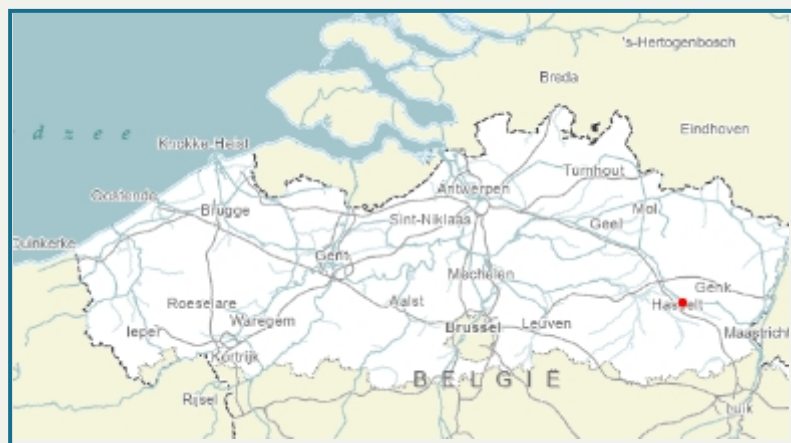 's-Hertogenbosch
Breda
d z e e
Eindhoven
Knokke-Heist
Turnhout
Antwerpen
Oostende
Mol
Brugge
Sint-Niklaas
Geel
Duinkerke
Gent
Mechelen
Genk
Roeselare
Aalst
Hasselt
Waregem
Brussel
Leuven
Ieper
Maastricht
Kortrijk
BELGIË
Rijsel
Luik